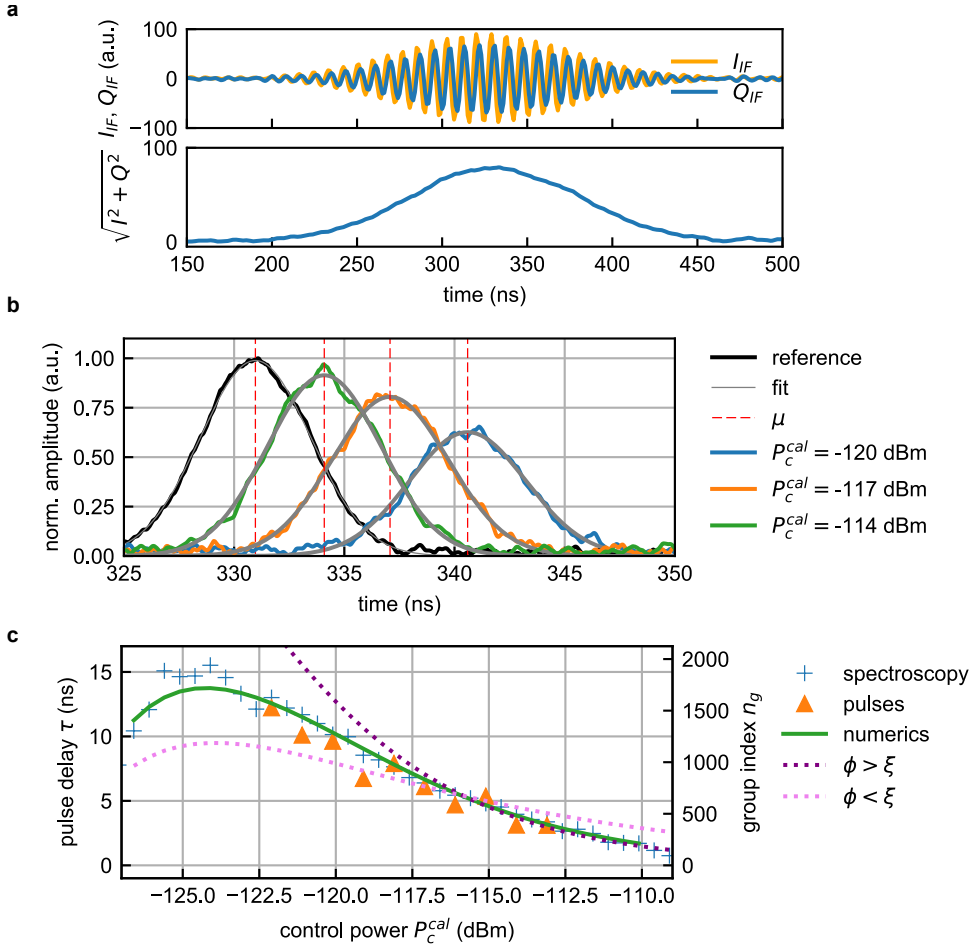 a
I_IF, Q_IF (a.u.)
100
0
−100
I_IF
Q_IF
√I² + Q²
100
0
150 200 250 300 350 400 450 500
time (ns)
b
norm. amplitude (a.u.)
1.00
0.75
0.50
0.25
0.00
325 330 335 340 345 350
time (ns)
reference
fit
μ
P_c^cal = -120 dBm
P_c^cal = -117 dBm
P_c^cal = -114 dBm
c
pulse delay τ (ns)
15
10
5
0
−125.0 −122.5 −120.0 −117.5 −115.0 −112.5 −110.0
control power P_c^cal (dBm)
2000
1500
1000
500
0
group index n_g
spectroscopy
pulses
numerics
ϕ > ξ
ϕ < ξ